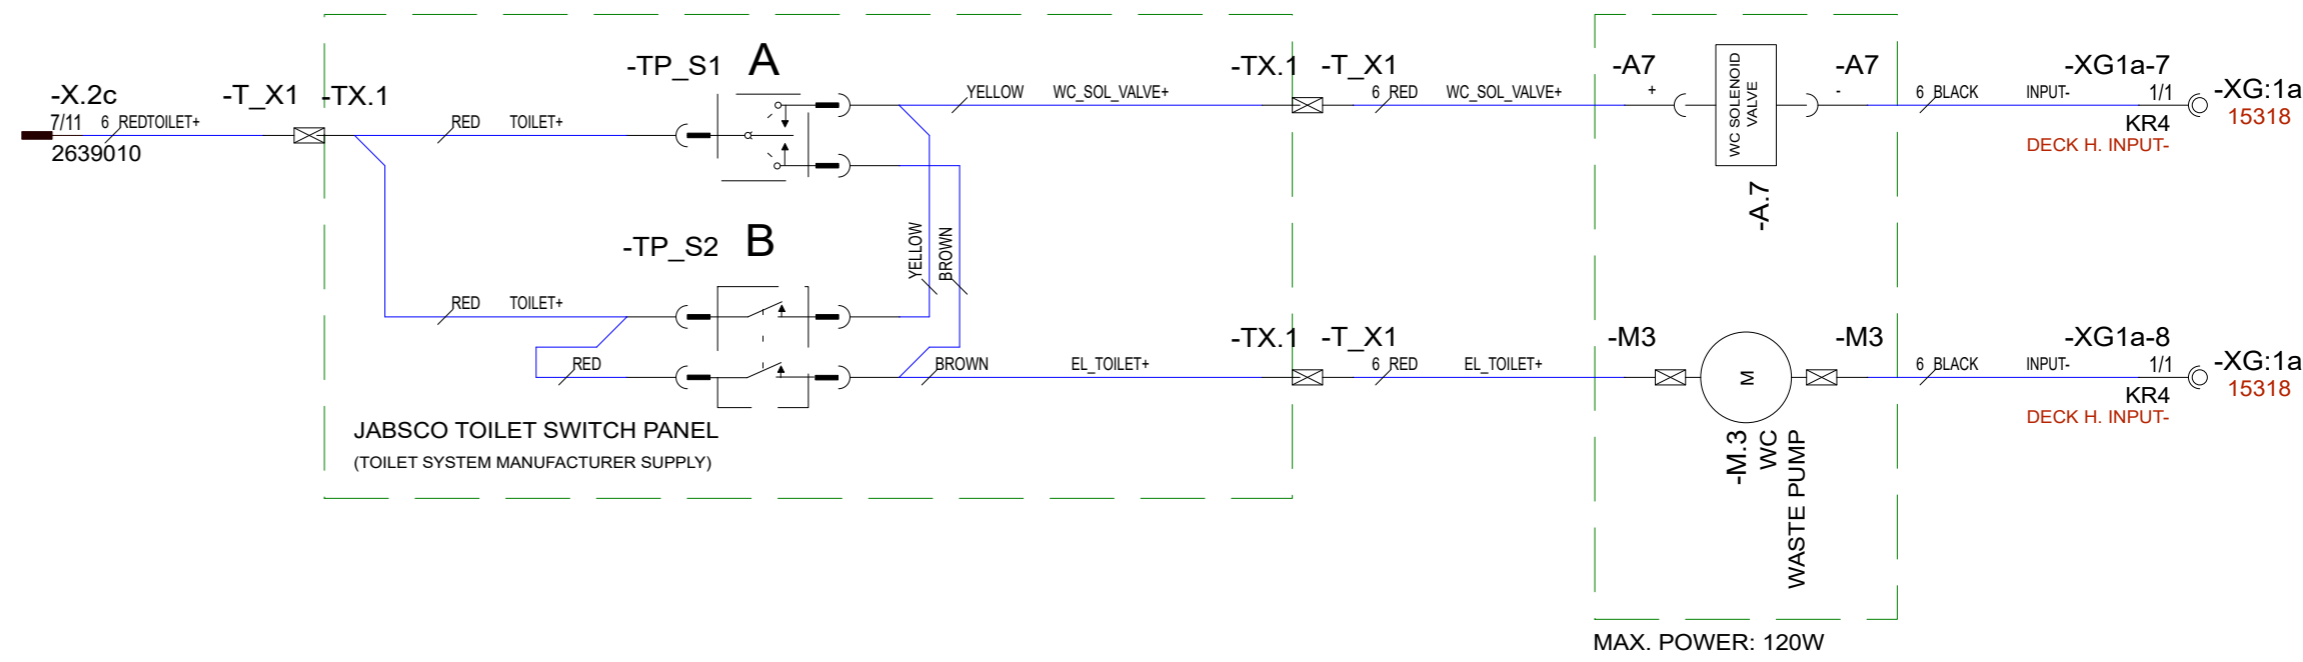 -X.2c
7/11 6 REDTOILET+
2639010
-T_X1 -TX.1
RED TOILET+
-TP_S1 A
YELLOW WC_SOL_VALVE+
-TX.1 -T_X1
6 RED WC_SOL_VALVE+
-A7
+
WC SOLENOID
VALVE
-A.7
-A7
-
6 BLACK INPUT-
-XG1a-7
1/1
KR4
DECK H. INPUT-
-XG:1a
15318
-TP_S2 B
YELLOW
BROWN
RED TOILET+
RED
BROWN EL_TOILET+
-TX.1 -T_X1
6 RED EL_TOILET+
-M3
M
-M3
-M.3
WC
WASTE PUMP
6 BLACK INPUT-
-XG1a-8
1/1
KR4
DECK H. INPUT-
-XG:1a
15318
JABSCO TOILET SWITCH PANEL
(TOILET SYSTEM MANUFACTURER SUPPLY)
MAX. POWER: 120W